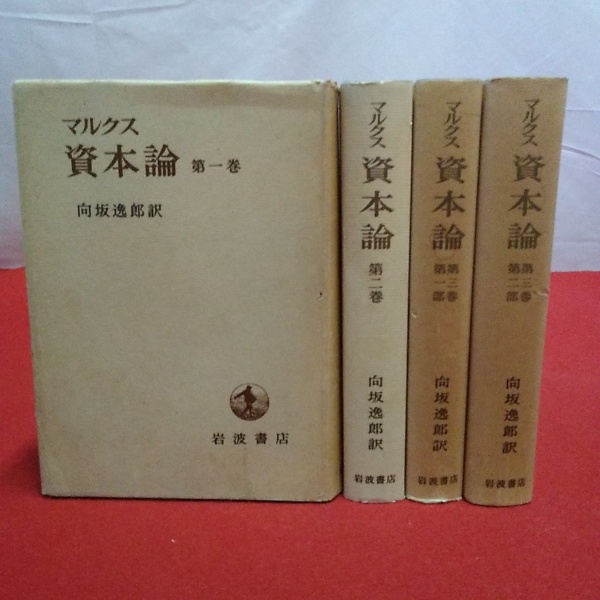 マルクス
資本論 第一巻
向坂逸郎訳
岩波書店
マルクス
資本論
第二巻
向坂逸郎訳
岩波書店
マルクス
資本論
第三巻
第一部
向坂逸郎訳
岩波書店
マルクス
資本論
第三巻
第二部
向坂逸郎訳
岩波書店